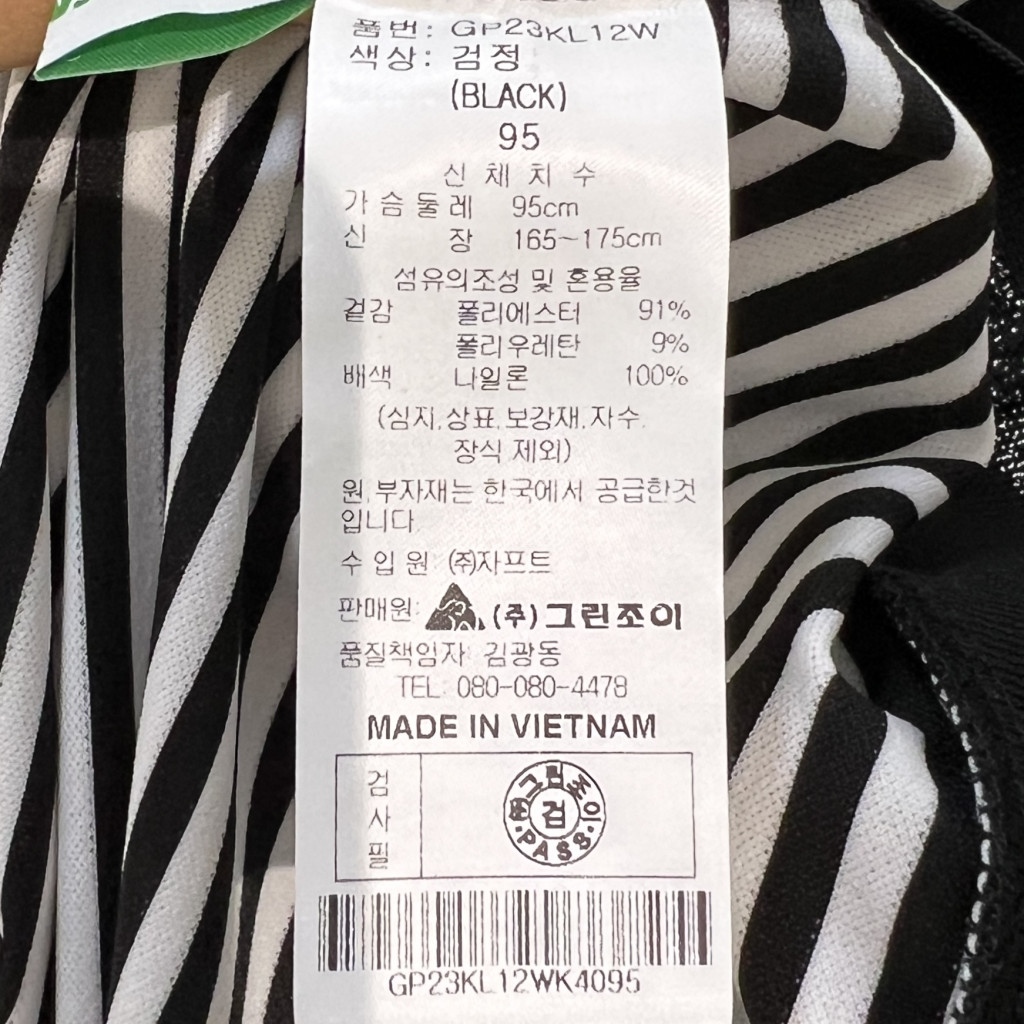 품번: GP23KL12W
색상: 검정
(BLACK)
95
신체치수
가슴둘레 95cm
신장 165~175cm
섬유의조성 및 혼용율
겉감 폴리에스터 91%
폴리우레탄 9%
배색 나일론 100%
(심지,상표,보강재,자수,
장식 제외)
원,부자재는 한국에서 공급한것
입니다.
수입원: (주)자프트
판매원: (주)그린조이
품질책임자: 김광동
TEL: 080-080-4478
MADE IN VIETNAM
검사필
그린조이
검
PASS
GP23KL12WK4095